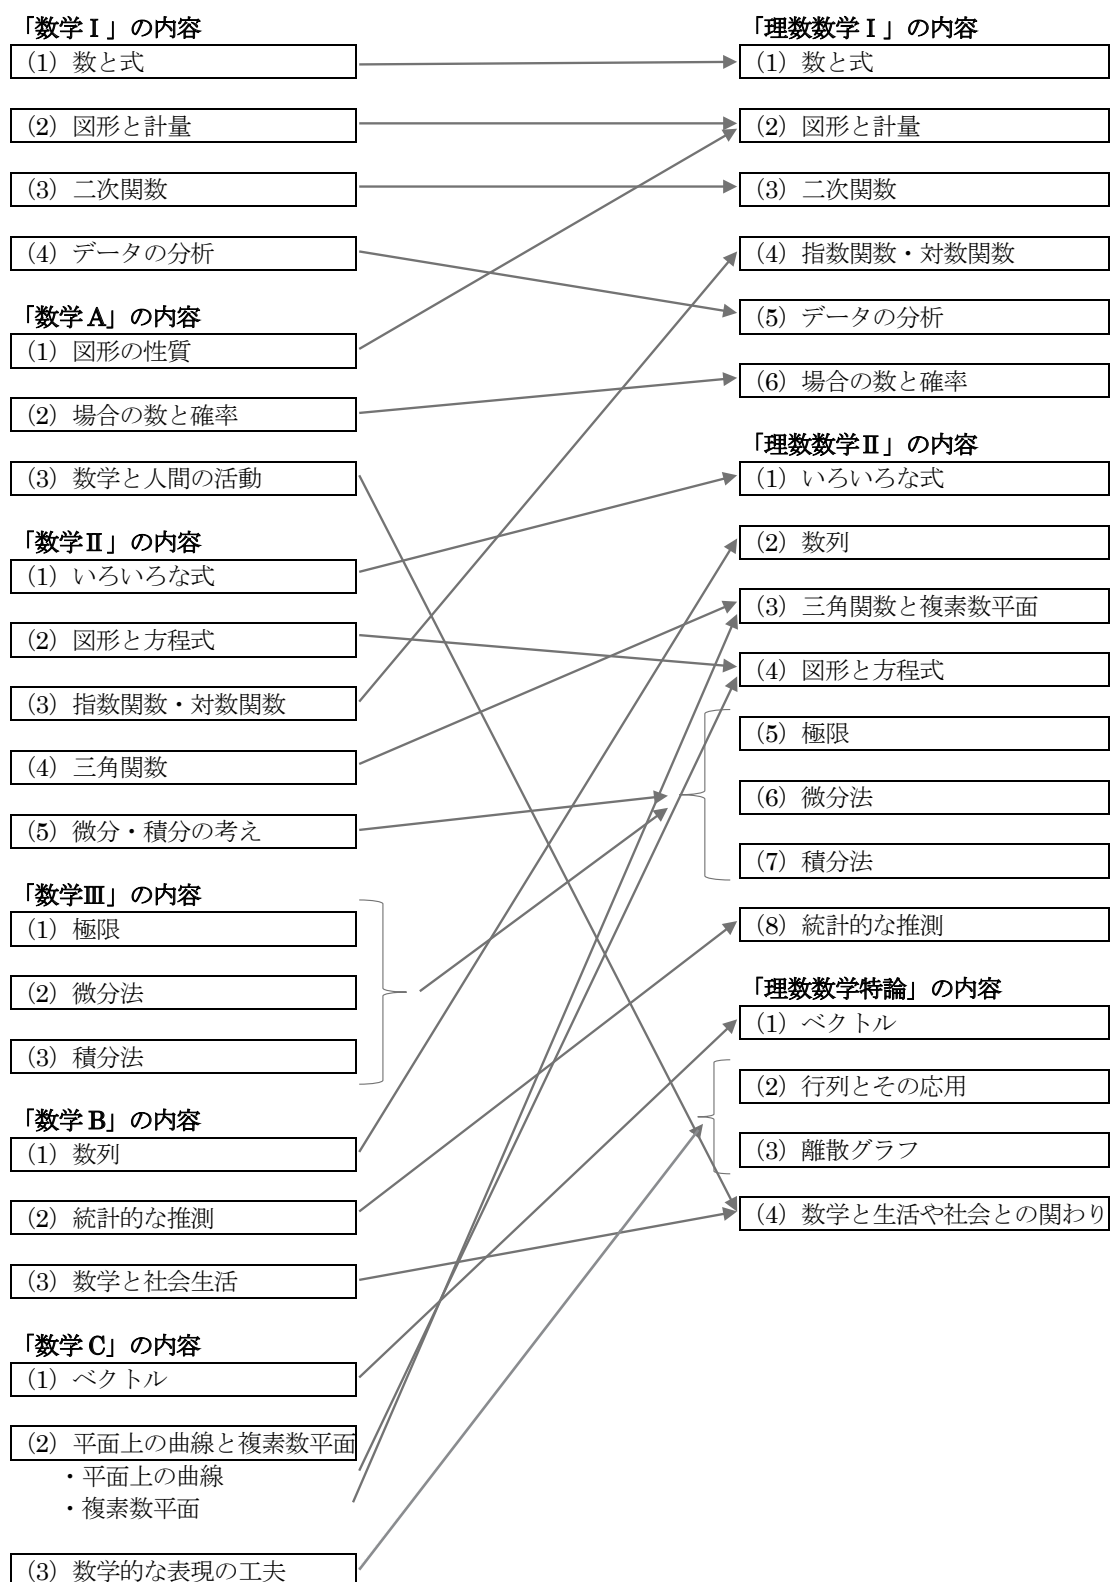 「数学Ⅰ」の内容
(1) 数と式
(2) 図形と計量
(3) 二次関数
(4) データの分析
「数学A」の内容
(1) 図形の性質
(2) 場合の数と確率
(3) 数学と人間の活動
「数学Ⅱ」の内容
(1) いろいろな式
(2) 図形と方程式
(3) 指数関数・対数関数
(4) 三角関数
(5) 微分・積分の考え
「数学Ⅲ」の内容
(1) 極限
(2) 微分法
(3) 積分法
「数学B」の内容
(1) 数列
(2) 統計的な推測
(3) 数学と社会生活
「数学C」の内容
(1) ベクトル
(2) 平面上の曲線と複素数平面
・平面上の曲線
・複素数平面
(3) 数学的な表現の工夫
「理数数学Ⅰ」の内容
(1) 数と式
(2) 図形と計量
(3) 二次関数
(4) 指数関数・対数関数
(5) データの分析
(6) 場合の数と確率
「理数数学Ⅱ」の内容
(1) いろいろな式
(2) 数列
(3) 三角関数と複素数平面
(4) 図形と方程式
(5) 極限
(6) 微分法
(7) 積分法
(8) 統計的な推測
「理数数学特論」の内容
(1) ベクトル
(2) 行列とその応用
(3) 離散グラフ
(4) 数学と生活や社会との関わり